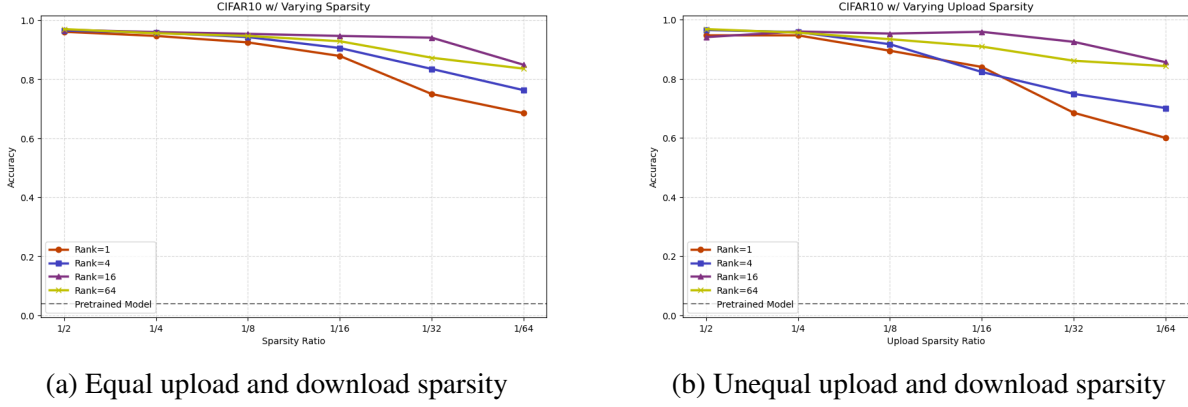 CIFAR10 w/ Varying Sparsity
1.0
0.8
0.6
0.4
0.2
0.0
Accuracy
Rank=1
Rank=4
Rank=16
Rank=64
Pretrained Model
1/2 1/4 1/8 1/16 1/32 1/64
Sparsity Ratio
(a) Equal upload and download sparsity
CIFAR10 w/ Varying Upload Sparsity
1.0
0.8
0.6
0.4
0.2
0.0
Accuracy
Rank=1
Rank=4
Rank=16
Rank=64
Pretrained Model
1/2 1/4 1/8 1/16 1/32 1/64
Upload Sparsity Ratio
(b) Unequal upload and download sparsity